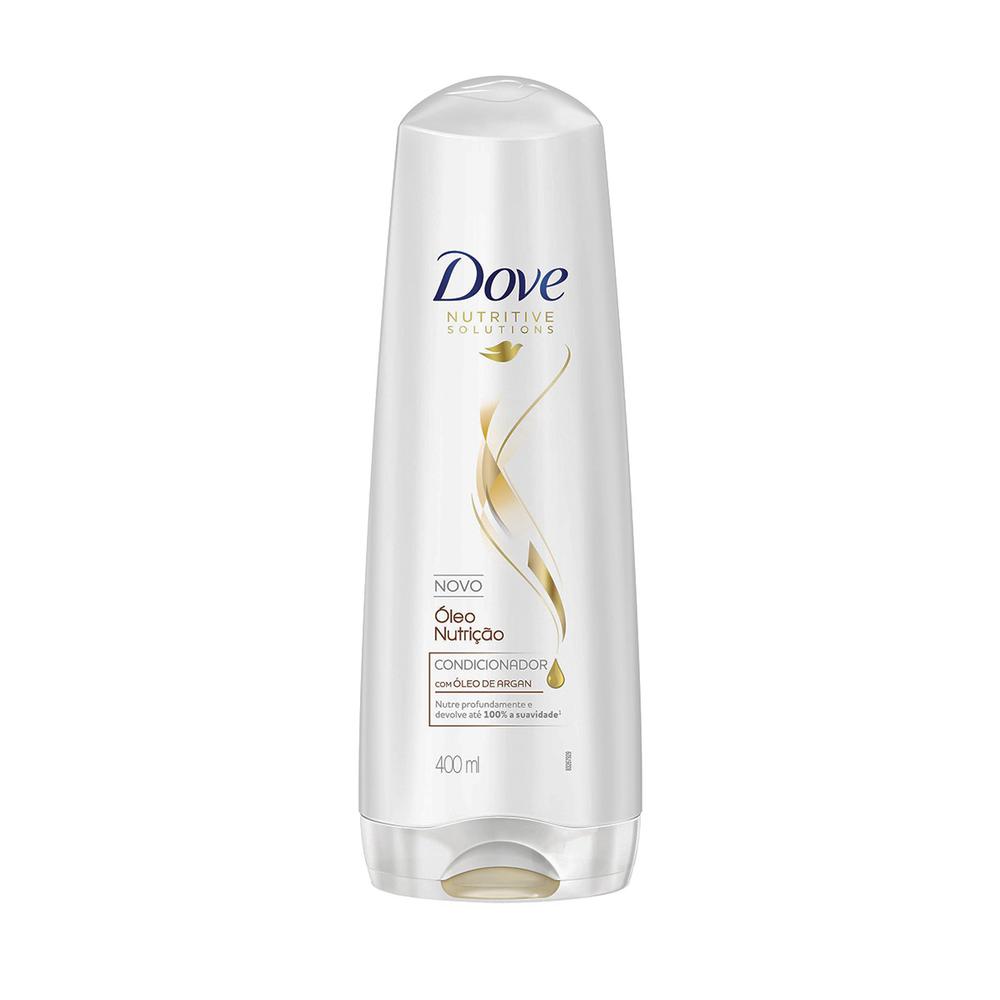 Dove
NUTRITIVE
SOLUTIONS
NOVO
Óleo
Nutrição
CONDICIONADOR
COM ÓLEO DE ARGAN
Nutre profundamente e
devolve até 100% a suavidade¹
400 ml